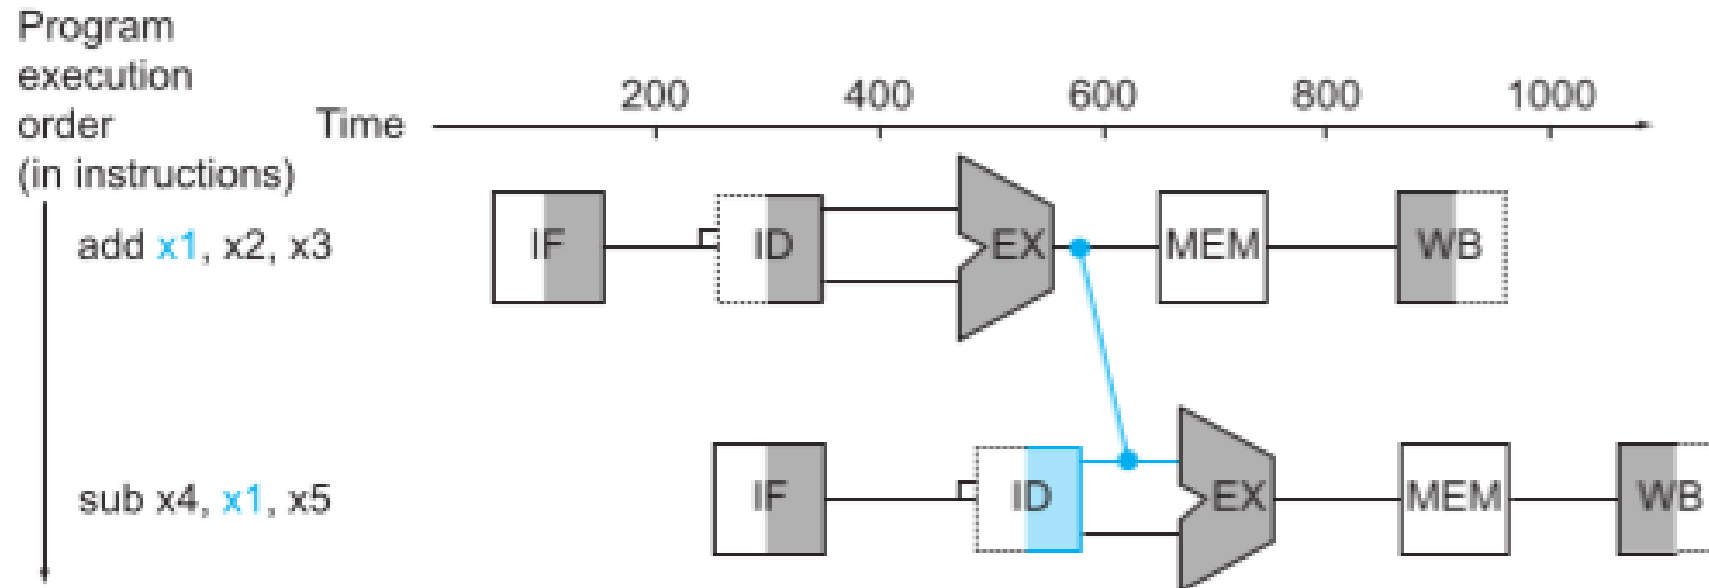 Program
execution
order
(in instructions)
Time
200 400 600 800 1000
add x1, x2, x3
IF ID EX MEM WB
sub x4, x1, x5
IF ID EX MEM WB